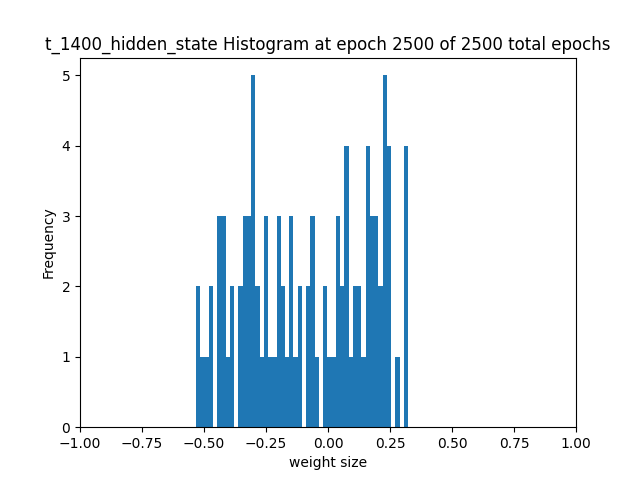 t_1400_hidden_state Histogram at epoch 2500 of 2500 total epochs
5
4
3
2
1
0
Frequency
−1.00 −0.75 −0.50 −0.25 0.00 0.25 0.50 0.75 1.00
weight size